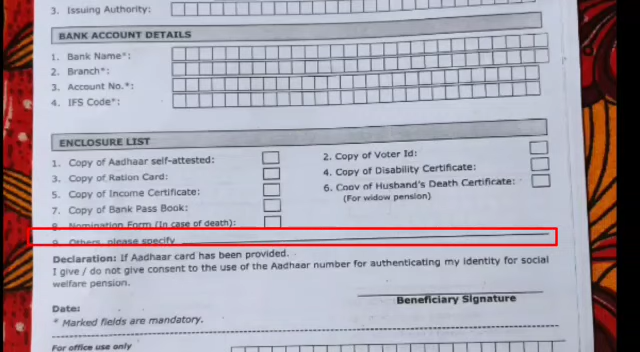 3. Issuing Authority:
BANK ACCOUNT DETAILS
1. Bank Name*:
2. Branch*:
3. Account No.*:
4. IFS Code*:
ENCLOSURE LIST
1. Copy of Aadhaar self-attested:
2. Copy of Voter Id:
3. Copy of Ration Card:
4. Copy of Disability Certificate:
5. Copy of Income Certificate:
6. Copy of Husband's Death Certificate:
(For widow pension)
7. Copy of Bank Pass Book:
8. Nomination Form (In case of death):
9. Others, please specify
Declaration: If Aadhaar card has been provided.
I give / do not give consent to the use of the Aadhaar number for authenticating my identity for social
welfare pension.
Beneficiary Signature
Date:
* Marked fields are mandatory.
For office use only